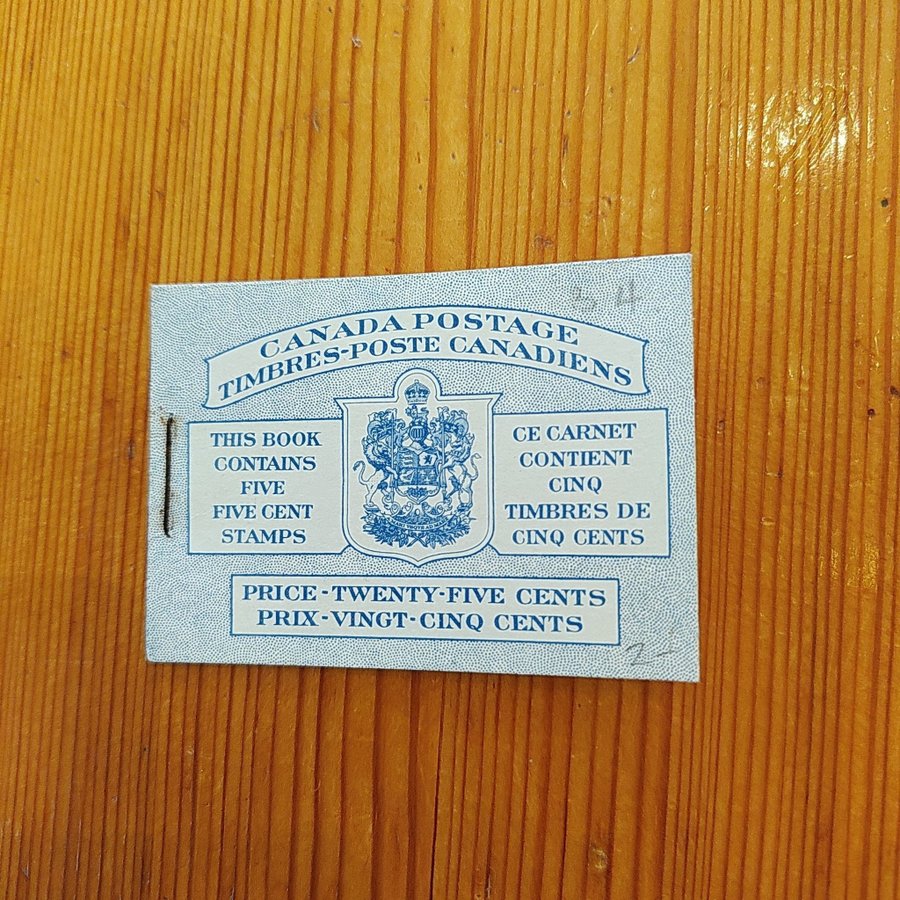 CANADA POSTAGE
TIMBRES-POSTE CANADIENS
THIS BOOK
CONTAINS
FIVE
FIVE CENT
STAMPS
CE CARNET
CONTIENT
CINQ
TIMBRES DE
CINQ CENTS
PRICE-TWENTY-FIVE CENTS
PRIX-VINGT-CINQ CENTS
2-